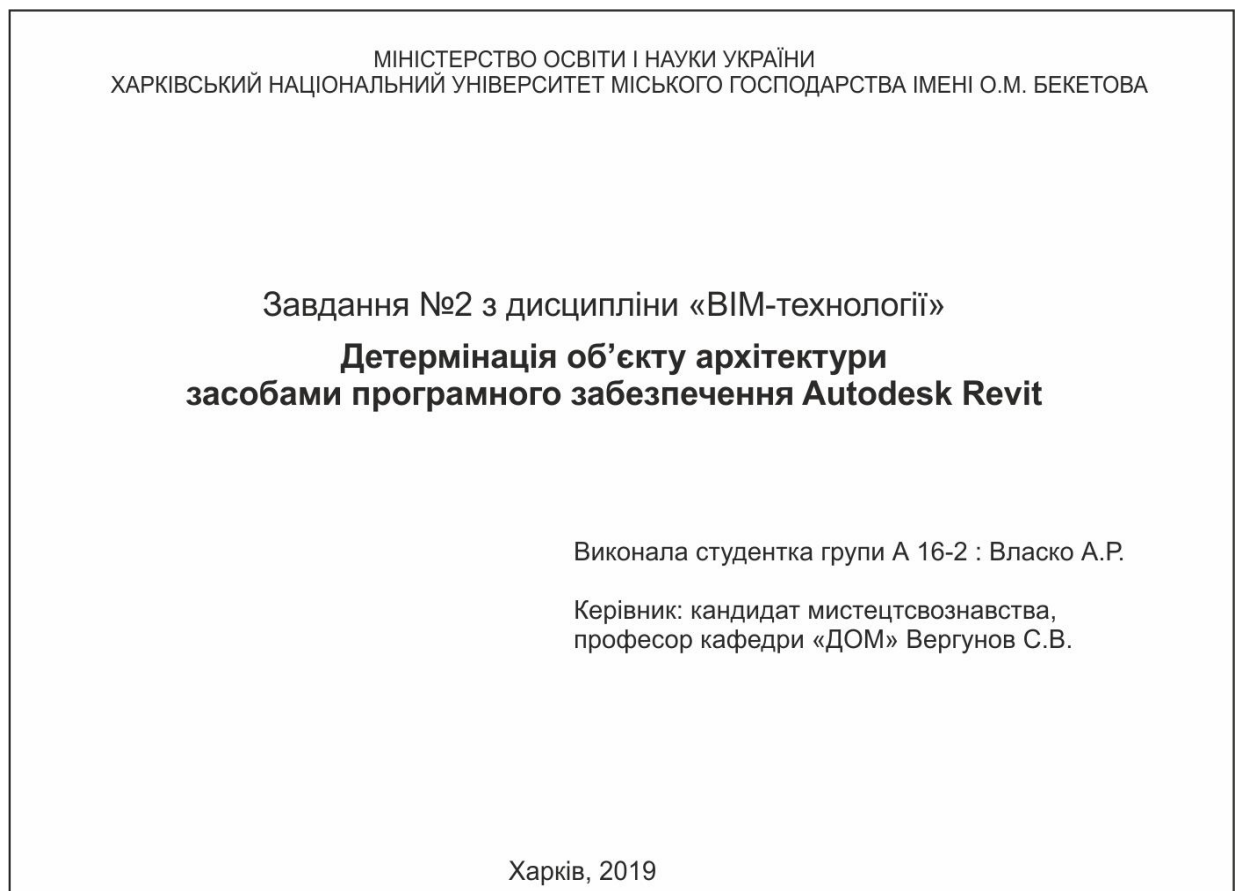 МІНІСТЕРСТВО ОСВІТИ І НАУКИ УКРАЇНИ
ХАРКІВСЬКИЙ НАЦІОНАЛЬНИЙ УНІВЕРСИТЕТ МІСЬКОГО ГОСПОДАРСТВА ІМЕНІ О.М. БЕКЕТОВА
Завдання №2 з дисципліни «BIM-технології»
Детермінація об’єкту архітектури
засобами програмного забезпечення Autodesk Revit
Виконала студентка групи А 16-2 : Власко А.Р.
Керівник: кандидат мистецтсвознавства,
професор кафедри «ДОМ» Вергунов С.В.
Харків, 2019